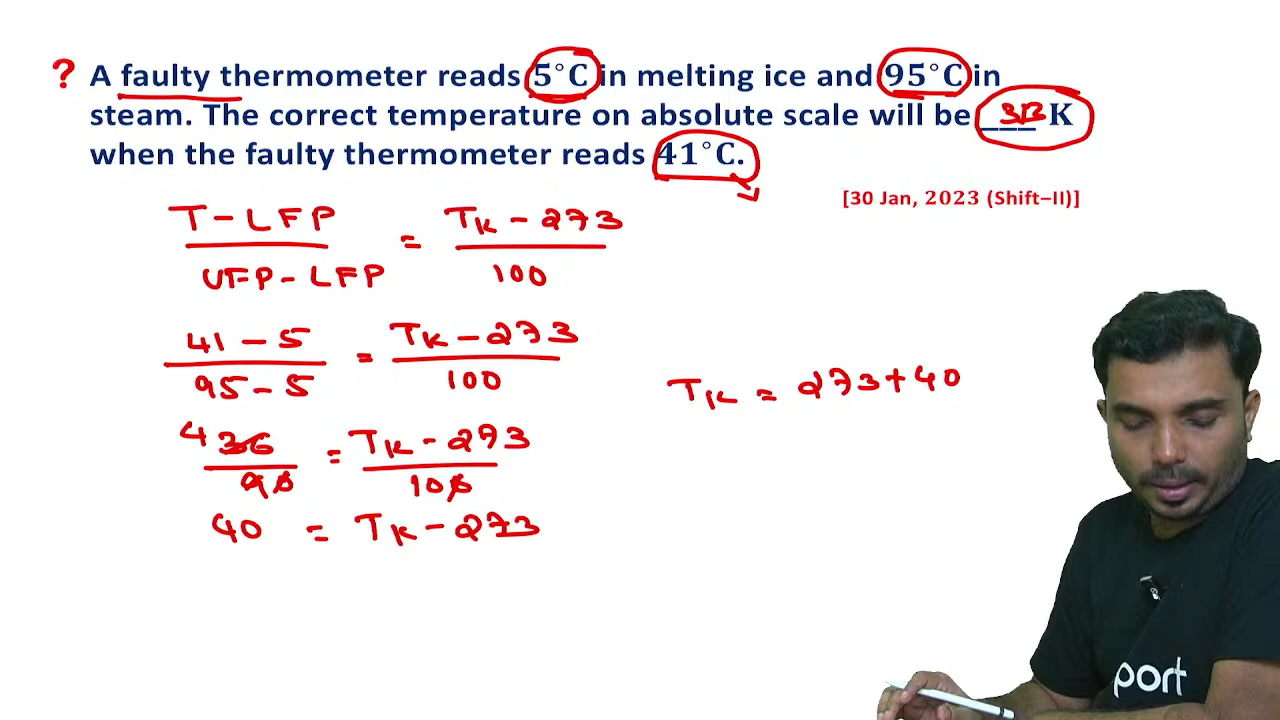 ? A faulty thermometer reads 5°C in melting ice and 95°C in
steam. The correct temperature on absolute scale will be 313 K
when the faulty thermometer reads 41°C.
[30 Jan, 2023 (Shift–II)]
T - LFP / UFP - LFP = TK - 273 / 100
41 - 5 / 95 - 5 = TK - 273 / 100
4 36 / 90 = TK - 273 / 100
40 = TK - 273
TK = 273 + 40
port